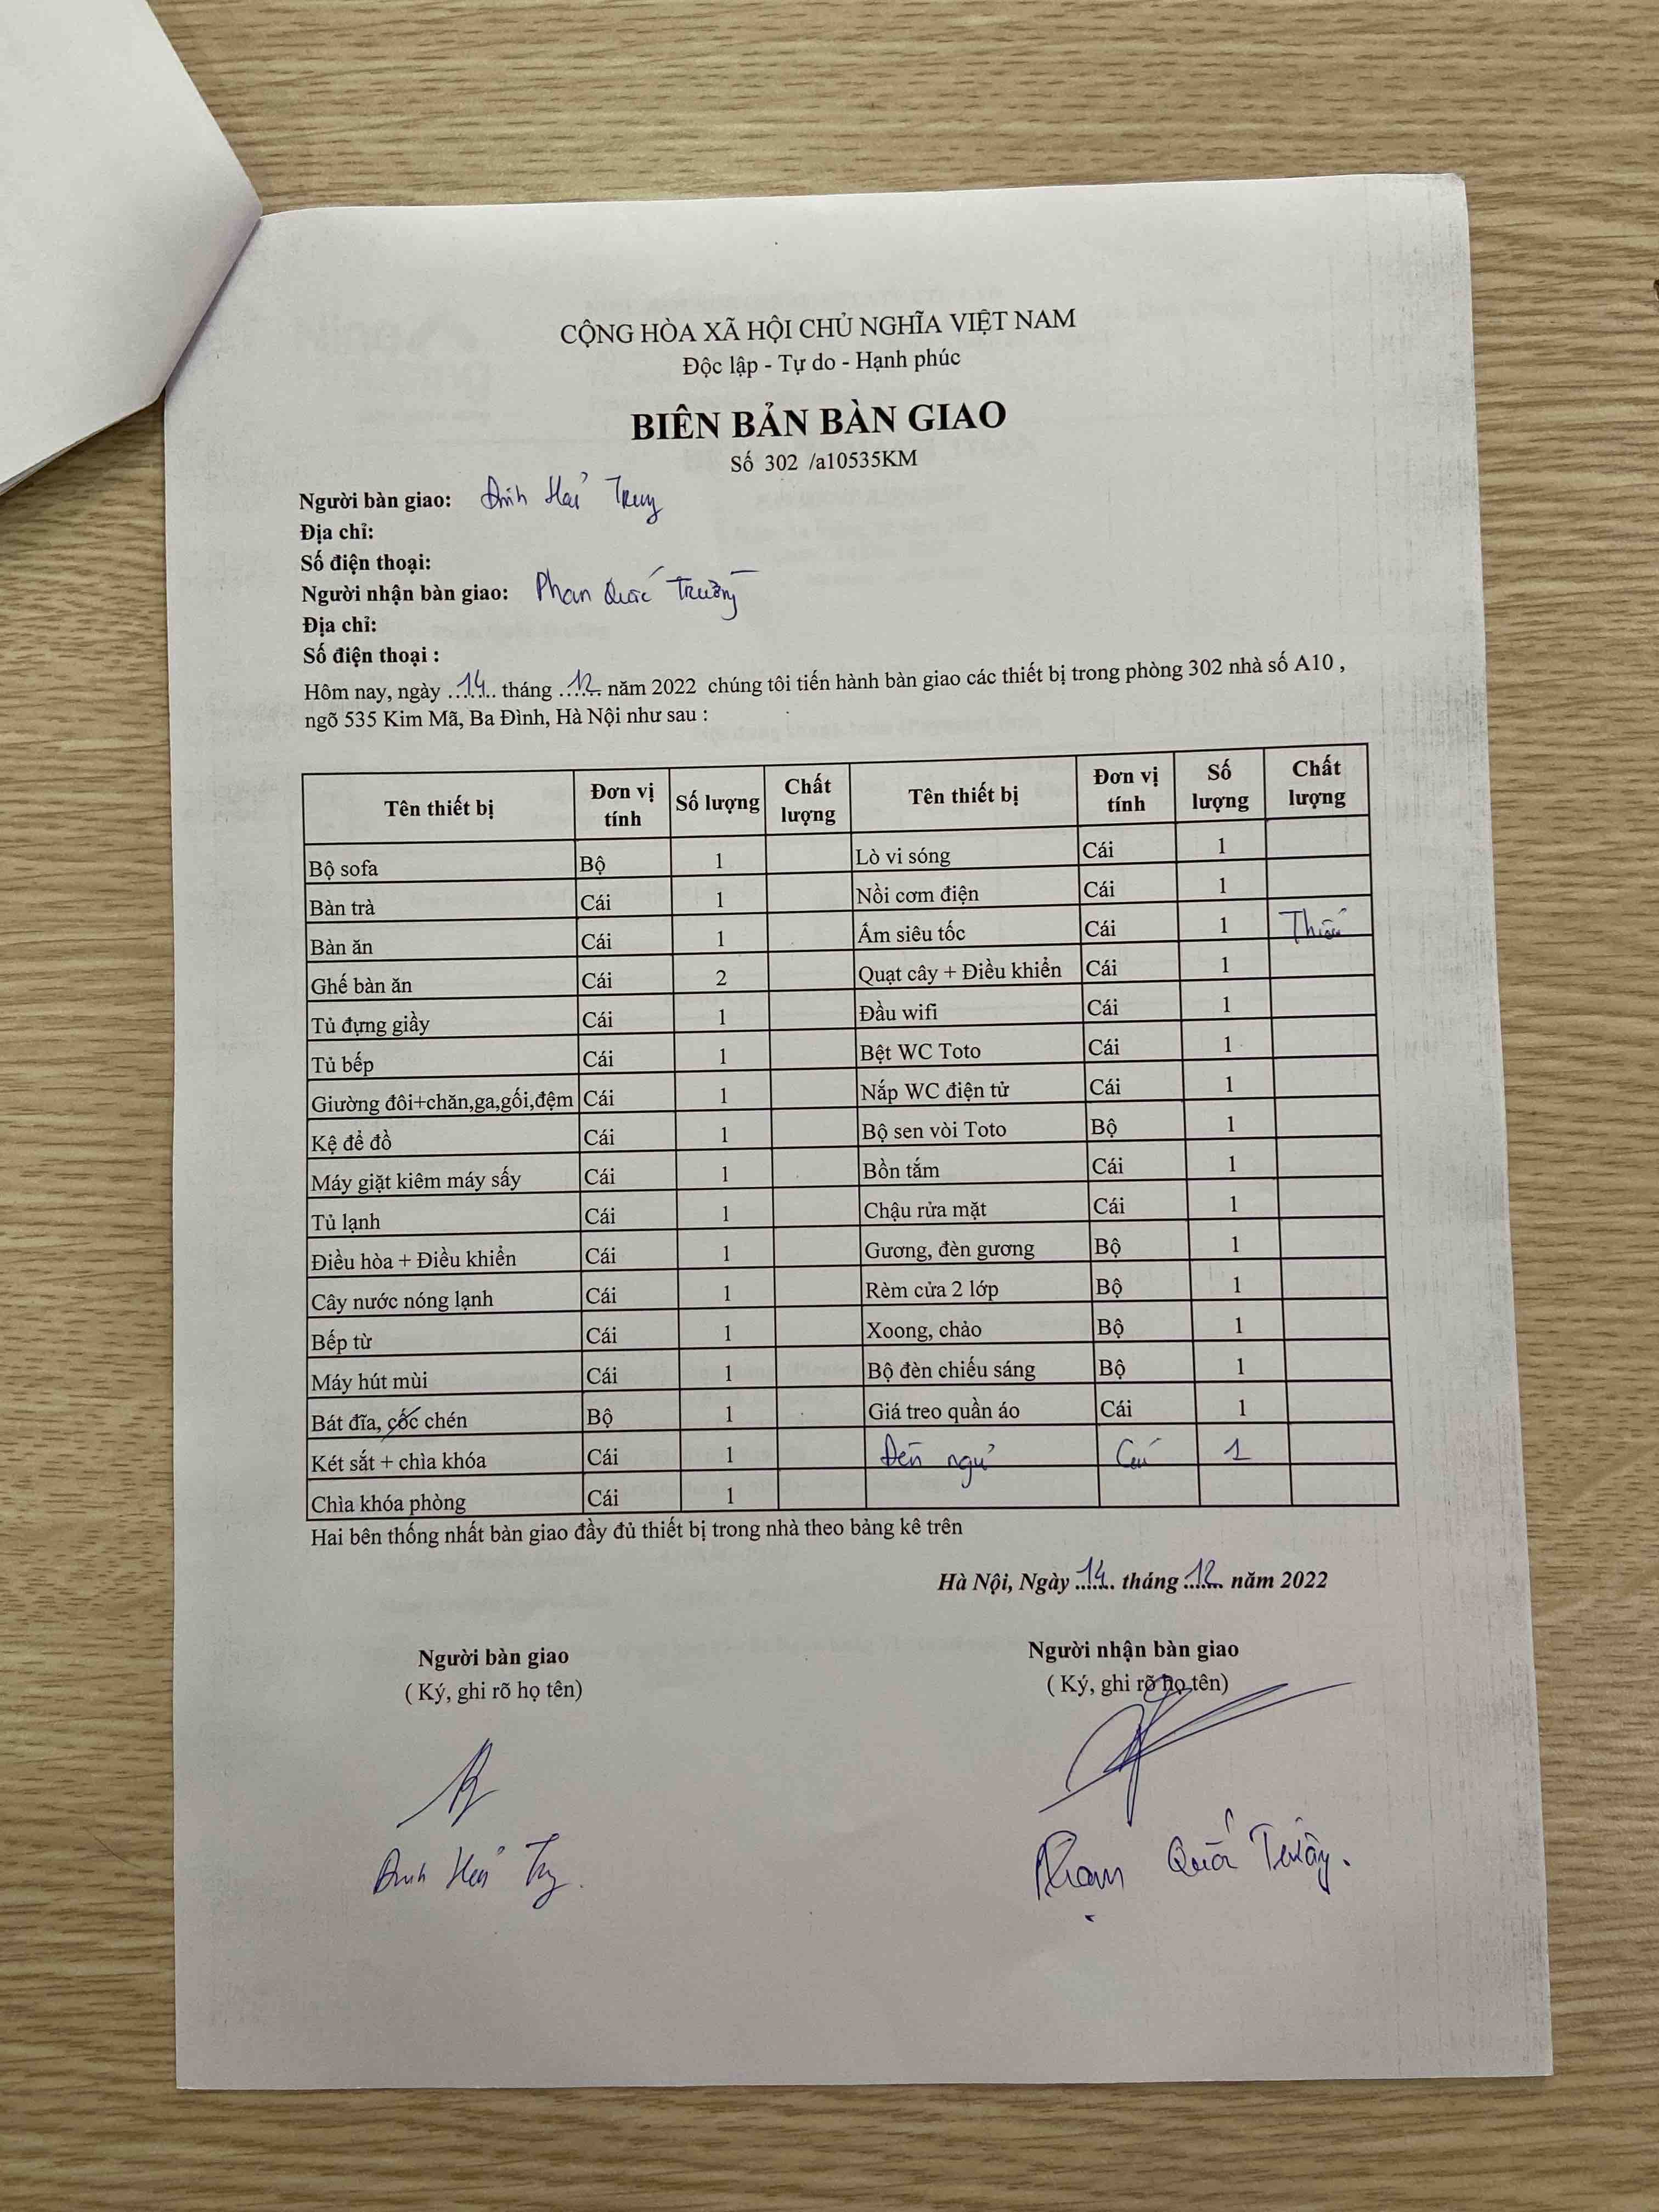 CỘNG HÒA XÃ HỘI CHỦ NGHĨA VIỆT NAM
Độc lập - Tự do - Hạnh phúc
BIÊN BẢN BÀN GIAO
Số 302 /a10535KM
Người bàn giao: Đinh Hải
Địa chỉ:
Số điện thoại:
Người nhận bàn giao: Phạm Quốc Trường
Địa chỉ:
Số điện thoại :
Hôm nay, ngày ..14.. tháng ..12.. năm 2022 chúng tôi tiến hành bàn giao các thiết bị trong phòng 302 nhà số A10 ,
ngõ 535 Kim Mã, Ba Đình, Hà Nội như sau :
Tên thiết bị Đơn vị tính Số lượng Chất lượng Tên thiết bị Đơn vị tính Số lượng Chất lượng
Bộ sofa Bộ 1 Lò vi sóng Cái 1
Bàn trà Cái 1 Nồi cơm điện Cái 1
Bàn ăn Cái 1 Ấm siêu tốc Cái 1 Thiếu
Ghế bàn ăn Cái 2 Quạt cây + Điều khiển Cái 1
Tủ đựng giầy Cái 1 Đầu wifi Cái 1
Tủ bếp Cái 1 Bệt WC Toto Cái 1
Giường đôi+chăn,ga,gối,đệm Cái 1 Nắp WC điện tử Cái 1
Kệ để đồ Cái 1 Bộ sen vòi Toto Bộ 1
Máy giặt kiêm máy sấy Cái 1 Bồn tắm Cái 1
Tủ lạnh Cái 1 Chậu rửa mặt Cái 1
Điều hòa + Điều khiển Cái 1 Gương, đèn gương Bộ 1
Cây nước nóng lạnh Cái 1 Rèm cửa 2 lớp Bộ 1
Bếp từ Cái 1 Xoong, chảo Bộ 1
Máy hút mùi Cái 1 Bộ đèn chiếu sáng Bộ 1
Bát đĩa, cốc chén Bộ 1 Giá treo quần áo Cái 1
Két sắt + chìa khóa Cái 1 Đèn ngủ Cái 1
Chìa khóa phòng Cái 1
Hai bên thống nhất bàn giao đầy đủ thiết bị trong nhà theo bảng kê trên
Hà Nội, Ngày ..14.. tháng ..12.. năm 2022
Người bàn giao Người nhận bàn giao
( Ký, ghi rõ họ tên) ( Ký, ghi rõ họ tên)
Đinh Hải Phạm Quốc Trường.